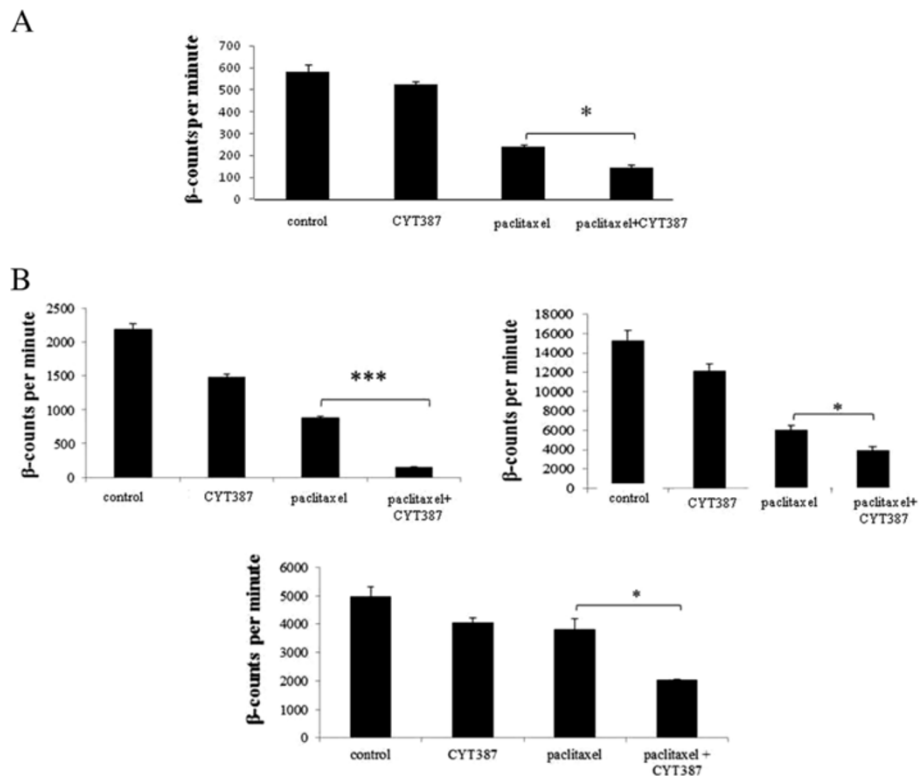 A
β-counts per minute
700
600
500
400
300
200
100
0
*
control
CYT387
paclitaxel
paclitaxel+CYT387
B
β-counts per minute
2500
2000
1500
1000
500
0
***
control
CYT387
paclitaxel
paclitaxel+
CYT387
β-counts per minute
18000
16000
14000
12000
10000
8000
6000
4000
2000
0
*
control
CYT387
paclitaxel
paclitaxel+
CYT387
β-counts per minute
6000
5000
4000
3000
2000
1000
0
*
control
CYT387
paclitaxel
paclitaxel +
CYT387